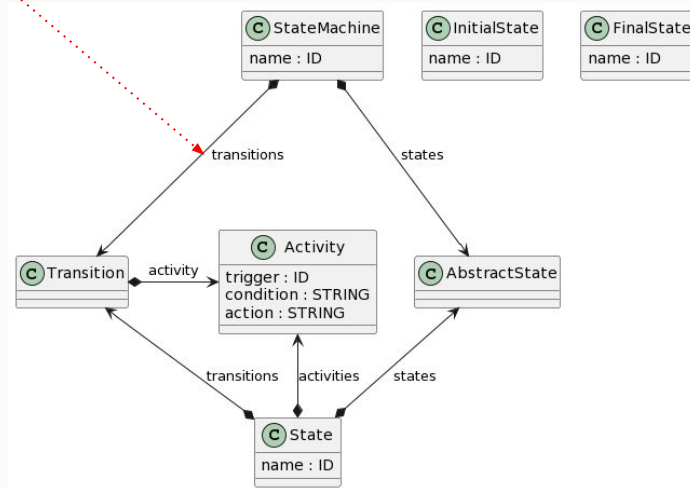 C StateMachine
name : ID
C InitialState
name : ID
C FinalState
name : ID
transitions
states
C Transition
activity
C Activity
trigger : ID
condition : STRING
action : STRING
C AbstractState
transitions
activities
states
C State
name : ID